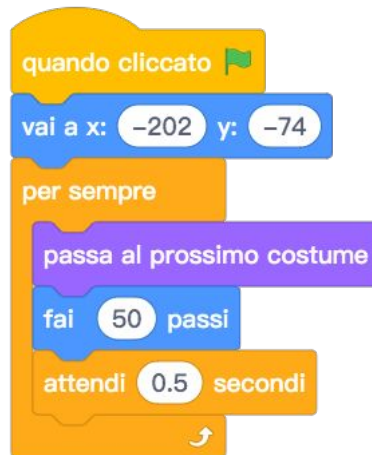 quando cliccato
vai a x: -202 y: -74
per sempre
passa al prossimo costume
fai 50 passi
attendi 0.5 secondi